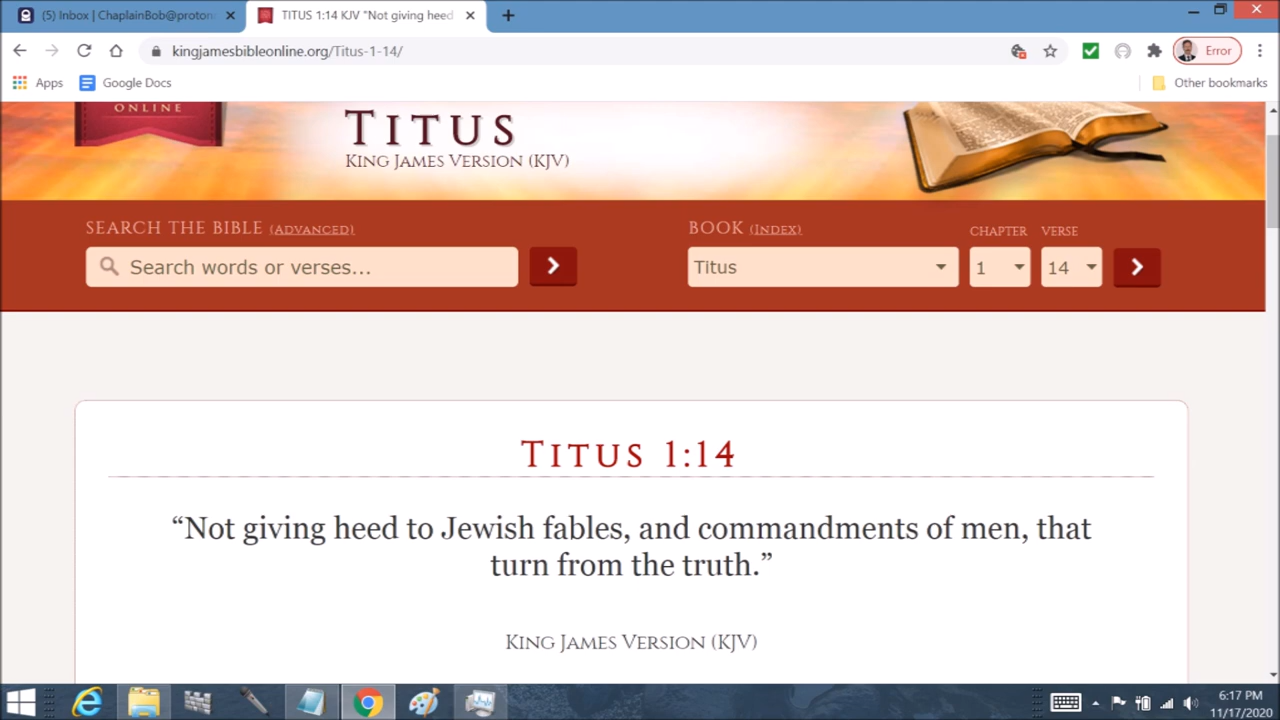 (5) Inbox | ChaplainBob@proton
TITUS 1:14 KJV "Not giving heed
kingjamesbibleonline.org/Titus-1-14/
Error
Apps
Google Docs
Other bookmarks
ONLINE
TITUS
KING JAMES VERSION (KJV)
SEARCH THE BIBLE (ADVANCED)
BOOK (INDEX)
CHAPTER
VERSE
Search words or verses...
Titus
1
14
TITUS 1:14
“Not giving heed to Jewish fables, and commandments of men, that
turn from the truth.”
KING JAMES VERSION (KJV)
6:17 PM
11/17/2020